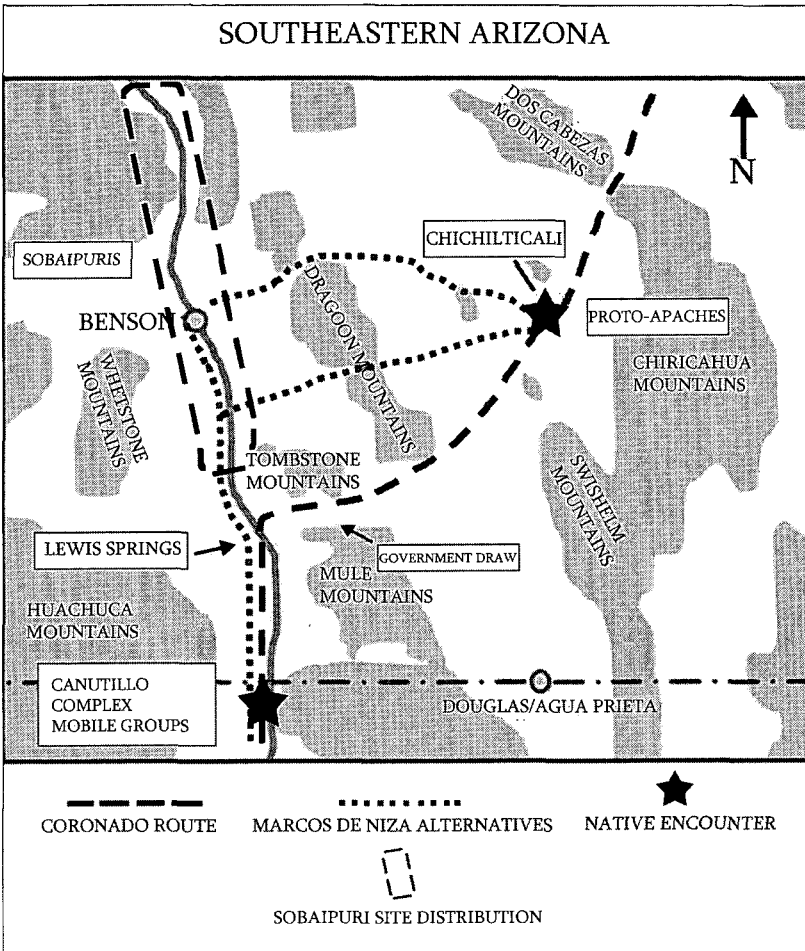 SOUTHEASTERN ARIZONA
DOS CABEZAS
MOUNTAINS
N
CHICHILTICALI
SOBAIPURIS
DRAGOON MOUNTAINS
BENSON
PROTO-APACHES
WHETSTONE
MOUNTAINS
CHIRICAHUA
MOUNTAINS
TOMBSTONE
MOUNTAINS
SWISHELM
MOUNTAINS
LEWIS SPRINGS
GOVERNMENT DRAW
MULE
MOUNTAINS
HUACHUCA
MOUNTAINS
CANUTILLO
COMPLEX
MOBILE GROUPS
DOUGLAS/AGUA PRIETA
CORONADO ROUTE
MARCOS DE NIZA ALTERNATIVES
NATIVE ENCOUNTER
SOBAIPURI SITE DISTRIBUTION